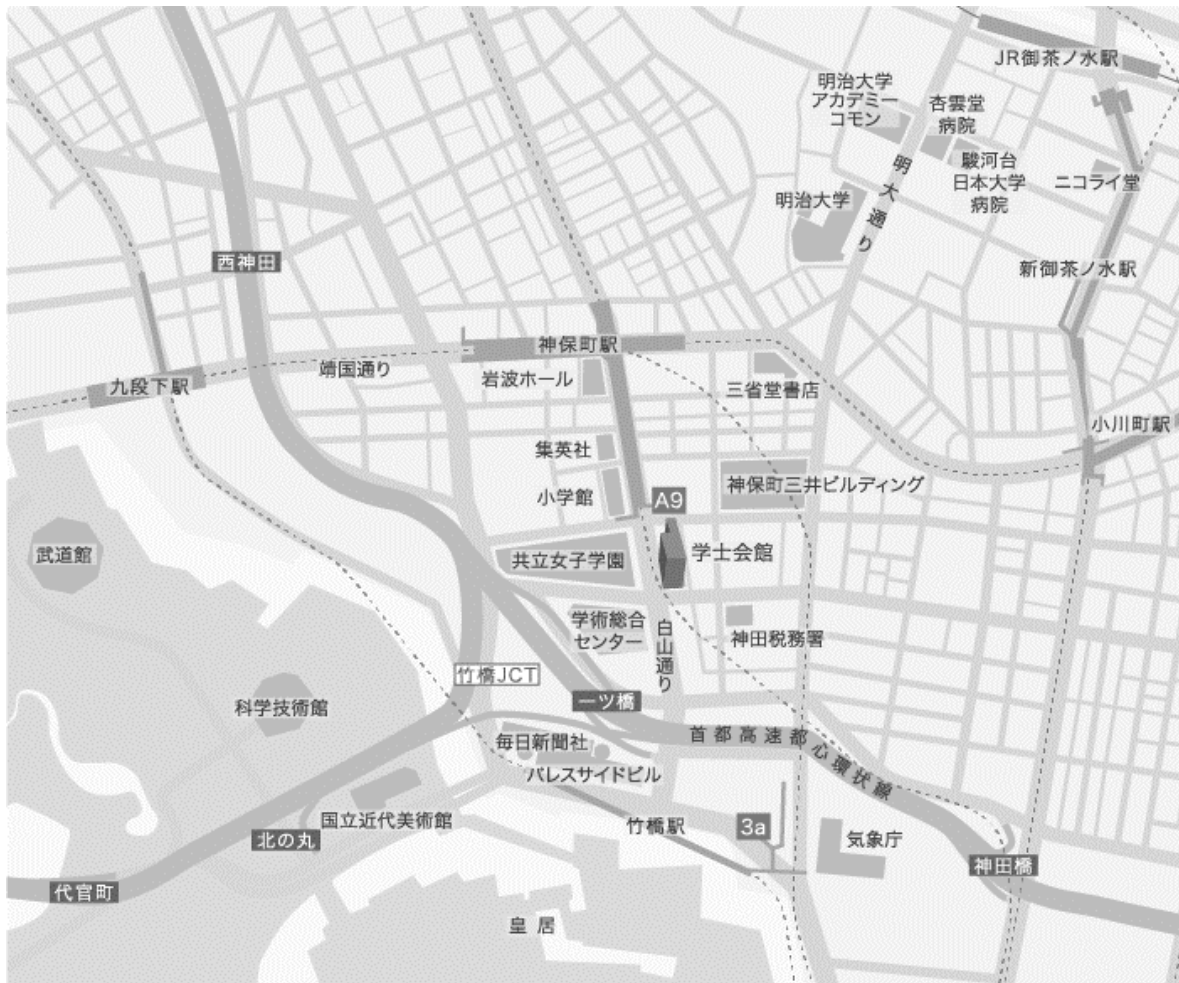 JR御茶ノ水駅
明治大学
アカデミー
コモン
杏雲堂
病院
駿河台
日本大学
病院
ニコライ堂
明治大学
明大通り
西神田
新御茶ノ水駅
神保町駅
靖国通り
九段下駅
岩波ホール
三省堂書店
小川町駅
集英社
神保町三井ビルディング
小学館
A9
武道館
共立女子学園
学士会館
学術総合
センター
白山通り
神田税務署
竹橋JCT
一ツ橋
科学技術館
首都高速都心環状線
毎日新聞社
パレスサイドビル
国立近代美術館
竹橋駅
3a
気象庁
北の丸
神田橋
代官町
皇居